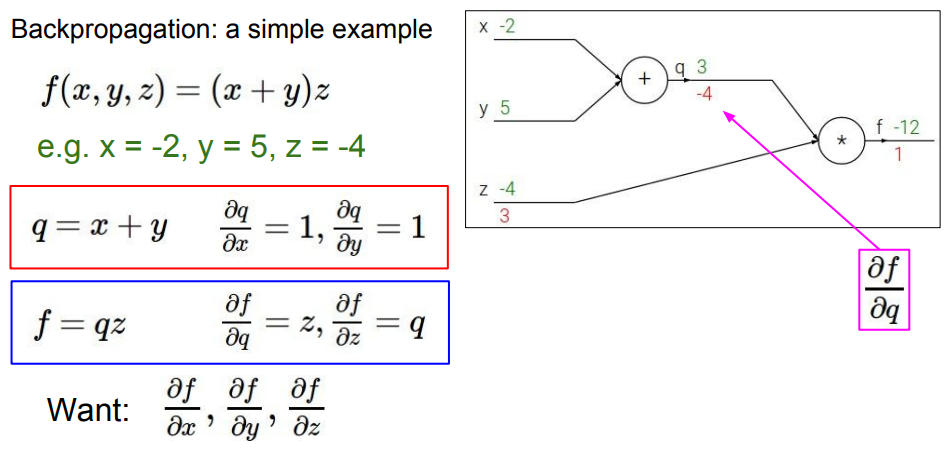 Backpropagation: a simple example
f(x, y, z) = (x + y)z
e.g. x = -2, y = 5, z = -4
q = x + y ∂q/∂x = 1, ∂q/∂y = 1
f = qz ∂f/∂q = z, ∂f/∂z = q
Want: ∂f/∂x, ∂f/∂y, ∂f/∂z
x -2
y 5
z -4
3
+
q 3
-4
*
f -12
1
∂f/∂q